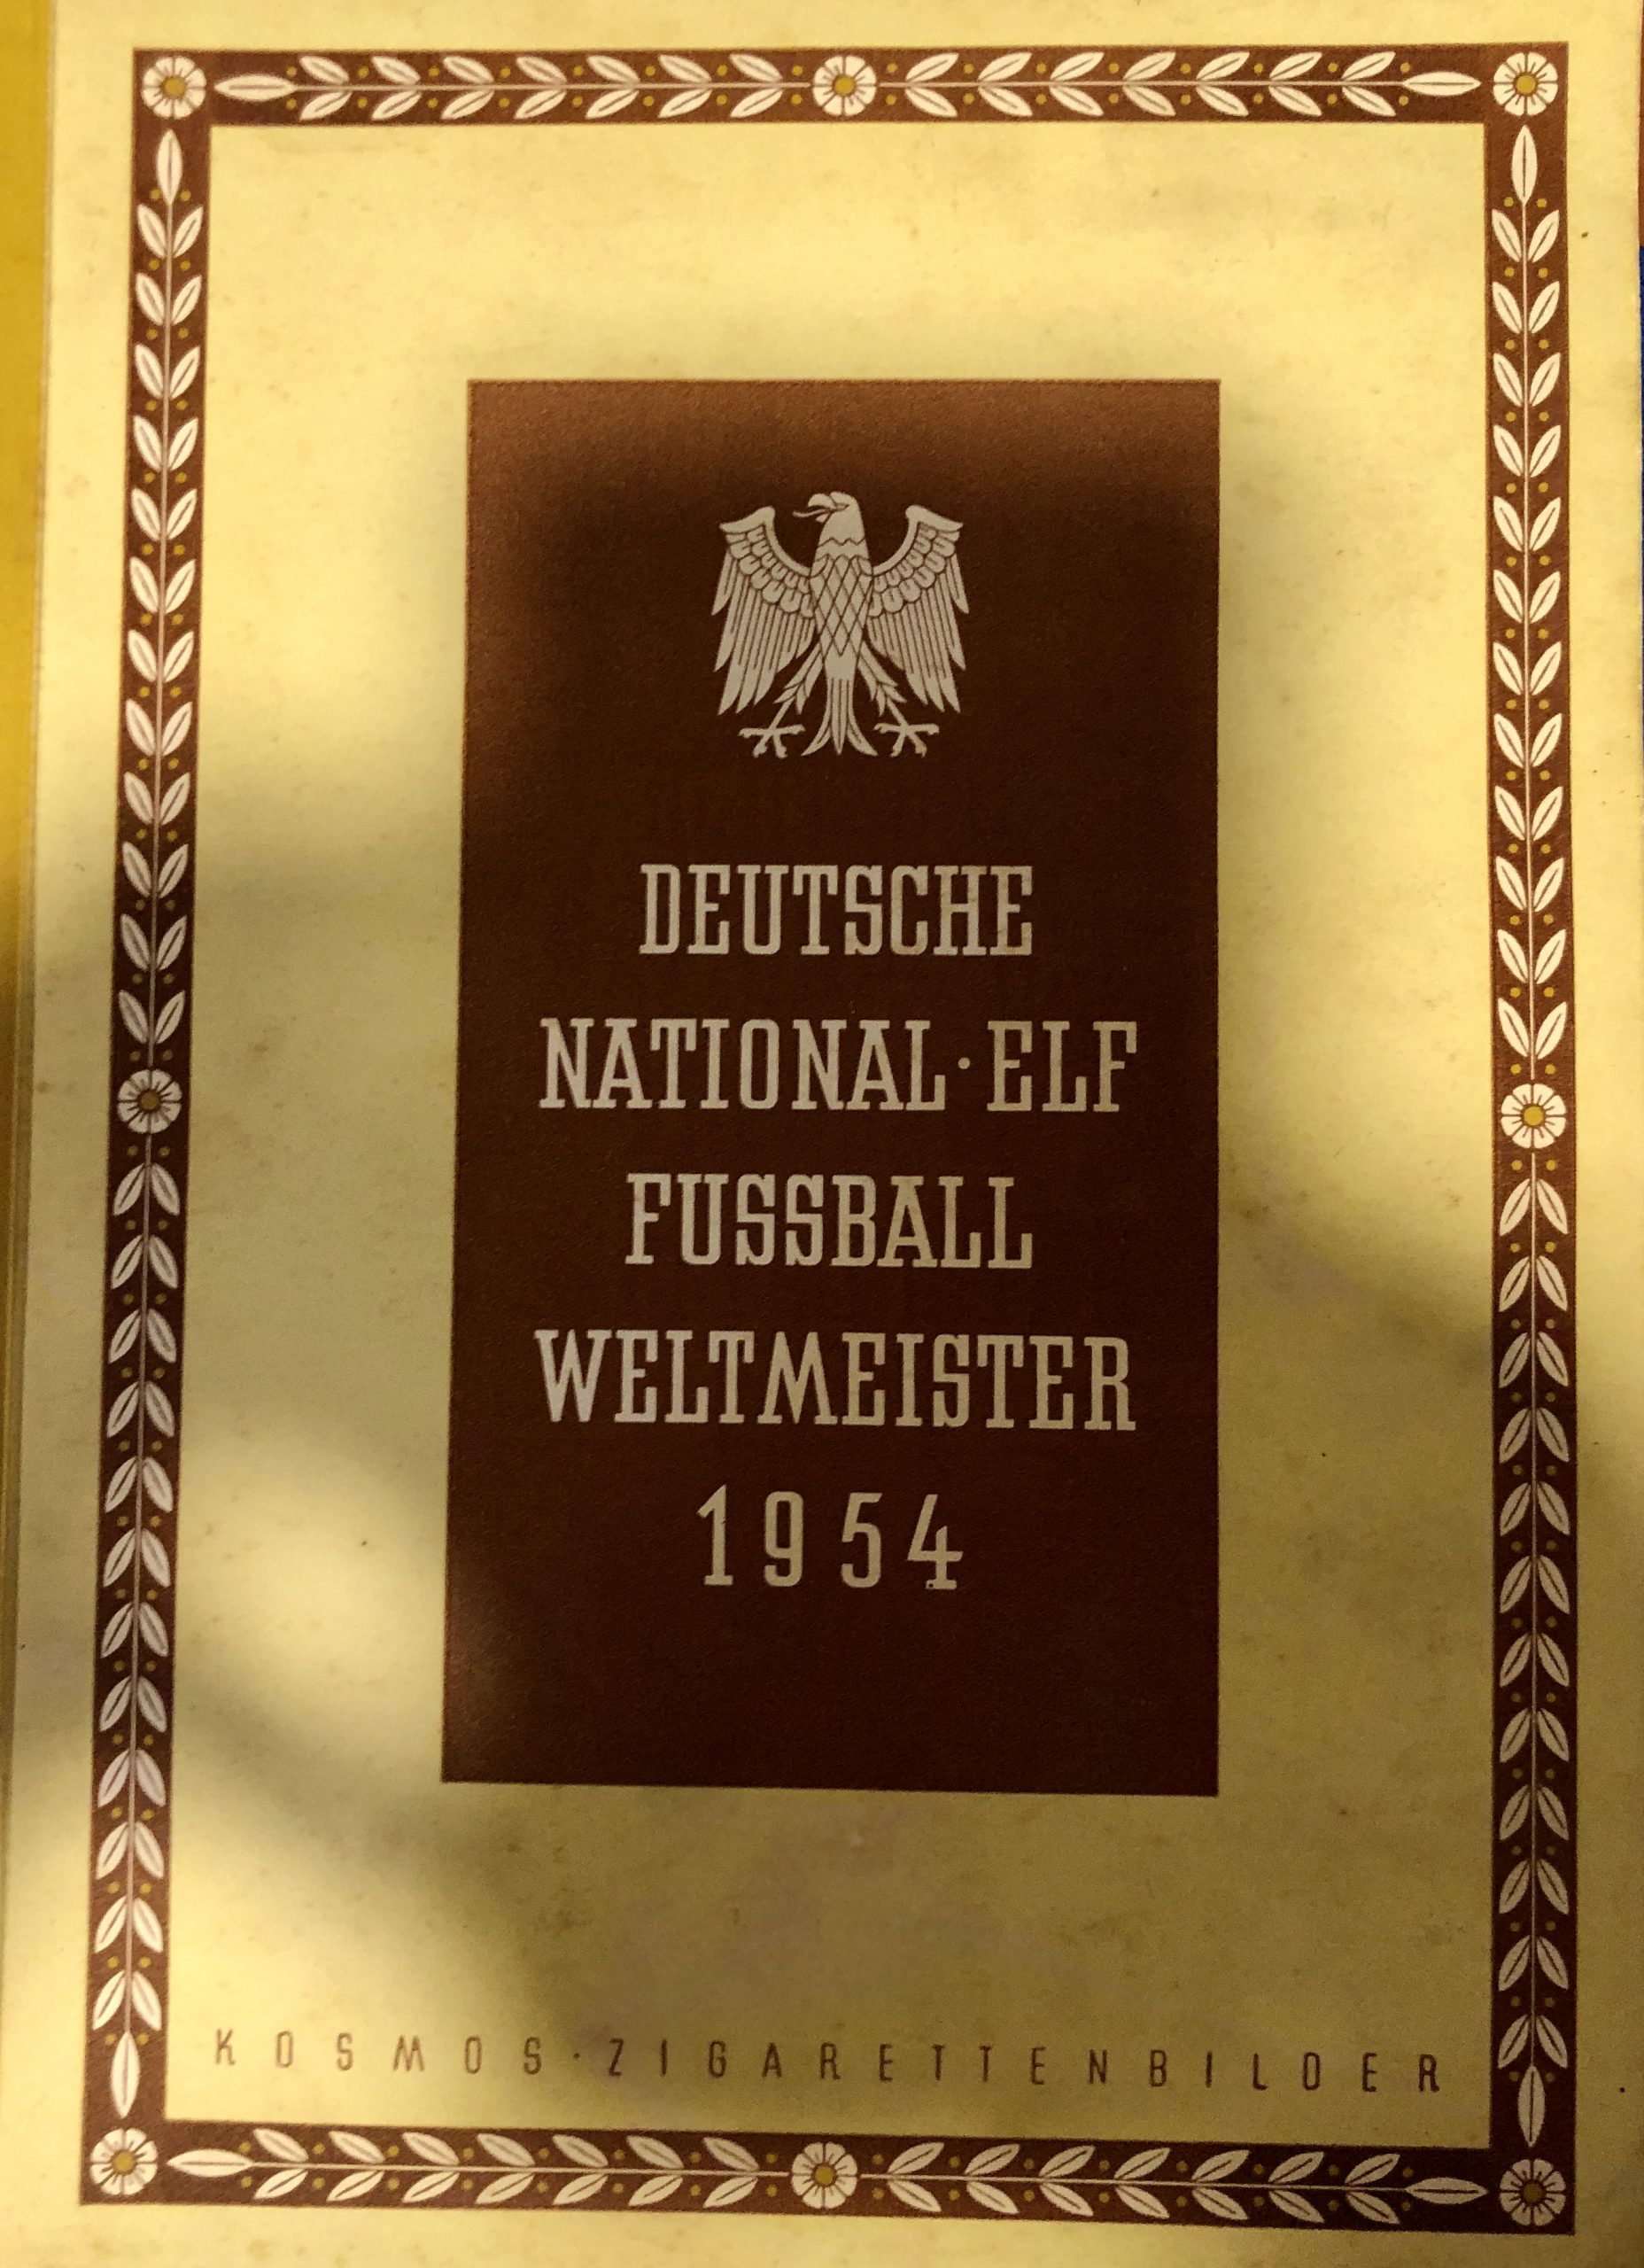 DEUTSCHE
NATIONAL·ELF
FUSSBALL
WELTMEISTER
1954
KOSMOS·ZIGARETTENBILDER